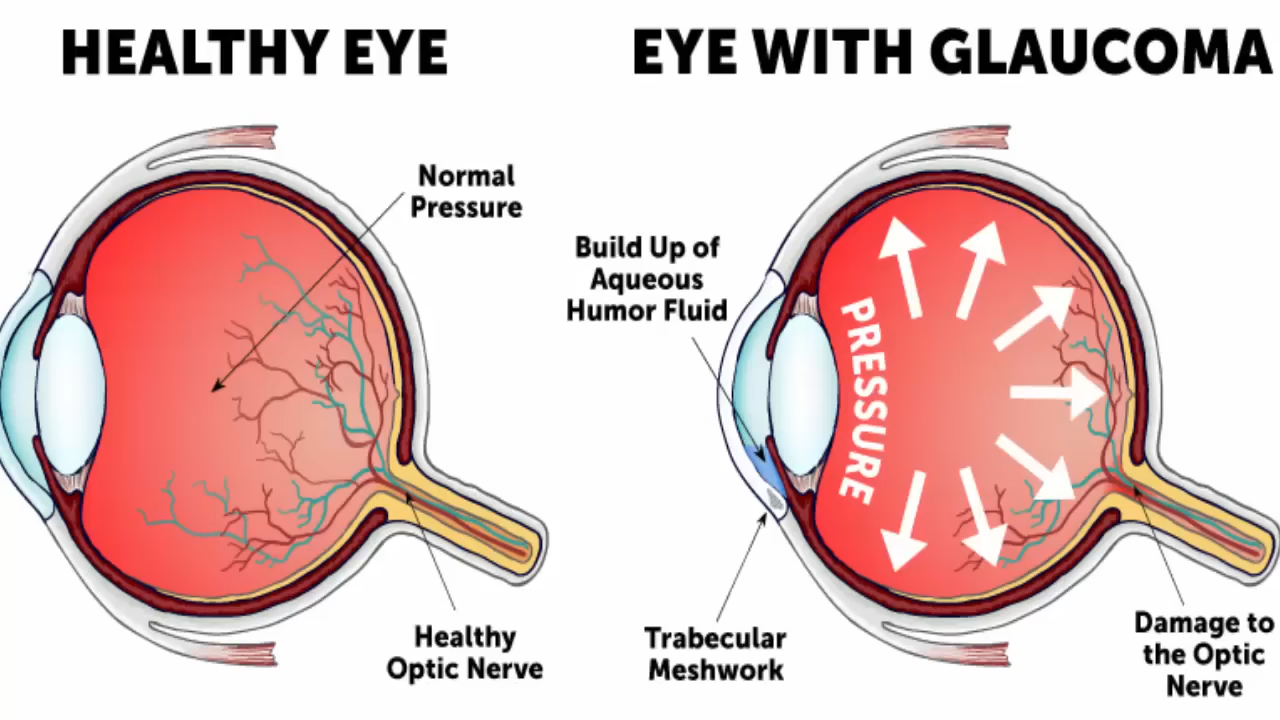 HEALTHY EYE
EYE WITH GLAUCOMA
Normal
Pressure
Healthy
Optic Nerve
Build Up of
Aqueous
Humor Fluid
PRESSURE
Trabecular
Meshwork
Damage to
the Optic
Nerve